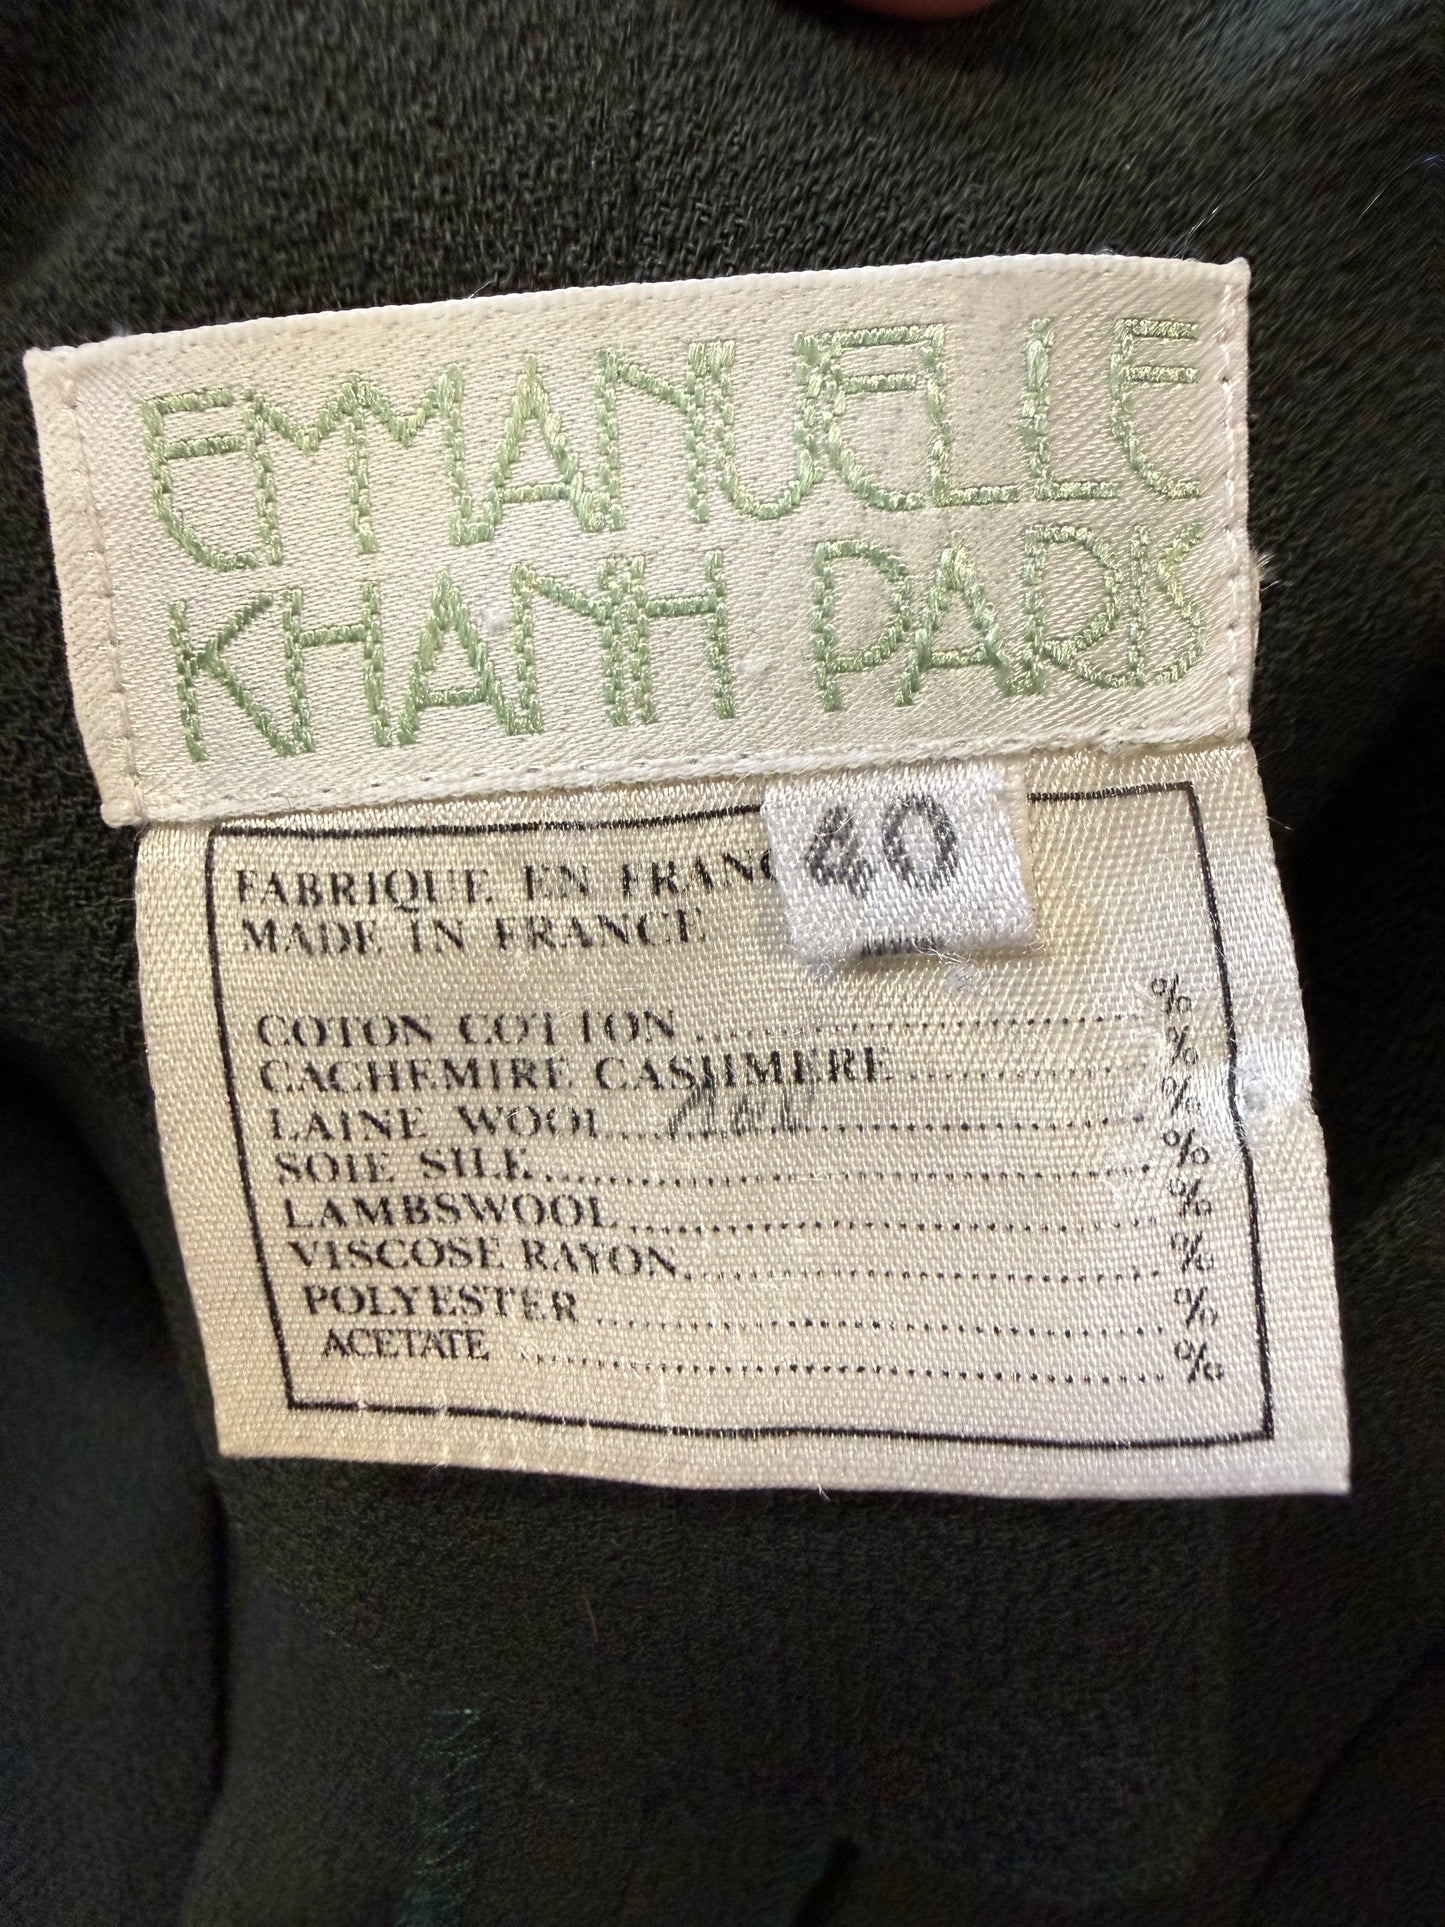 EMMANUELLE
KHANH PARIS
40
FABRIQUE EN FRANC
MADE IN FRANCE
COTON COTTON .................... %
CACHEMIRE CASHMERE .................... %
LAINE WOOL .................... %
SOIE SILK .................... %
LAMBSWOOL .................... %
VISCOSE RAYON .................... %
POLYESTER .................... %
ACETATE .................... %